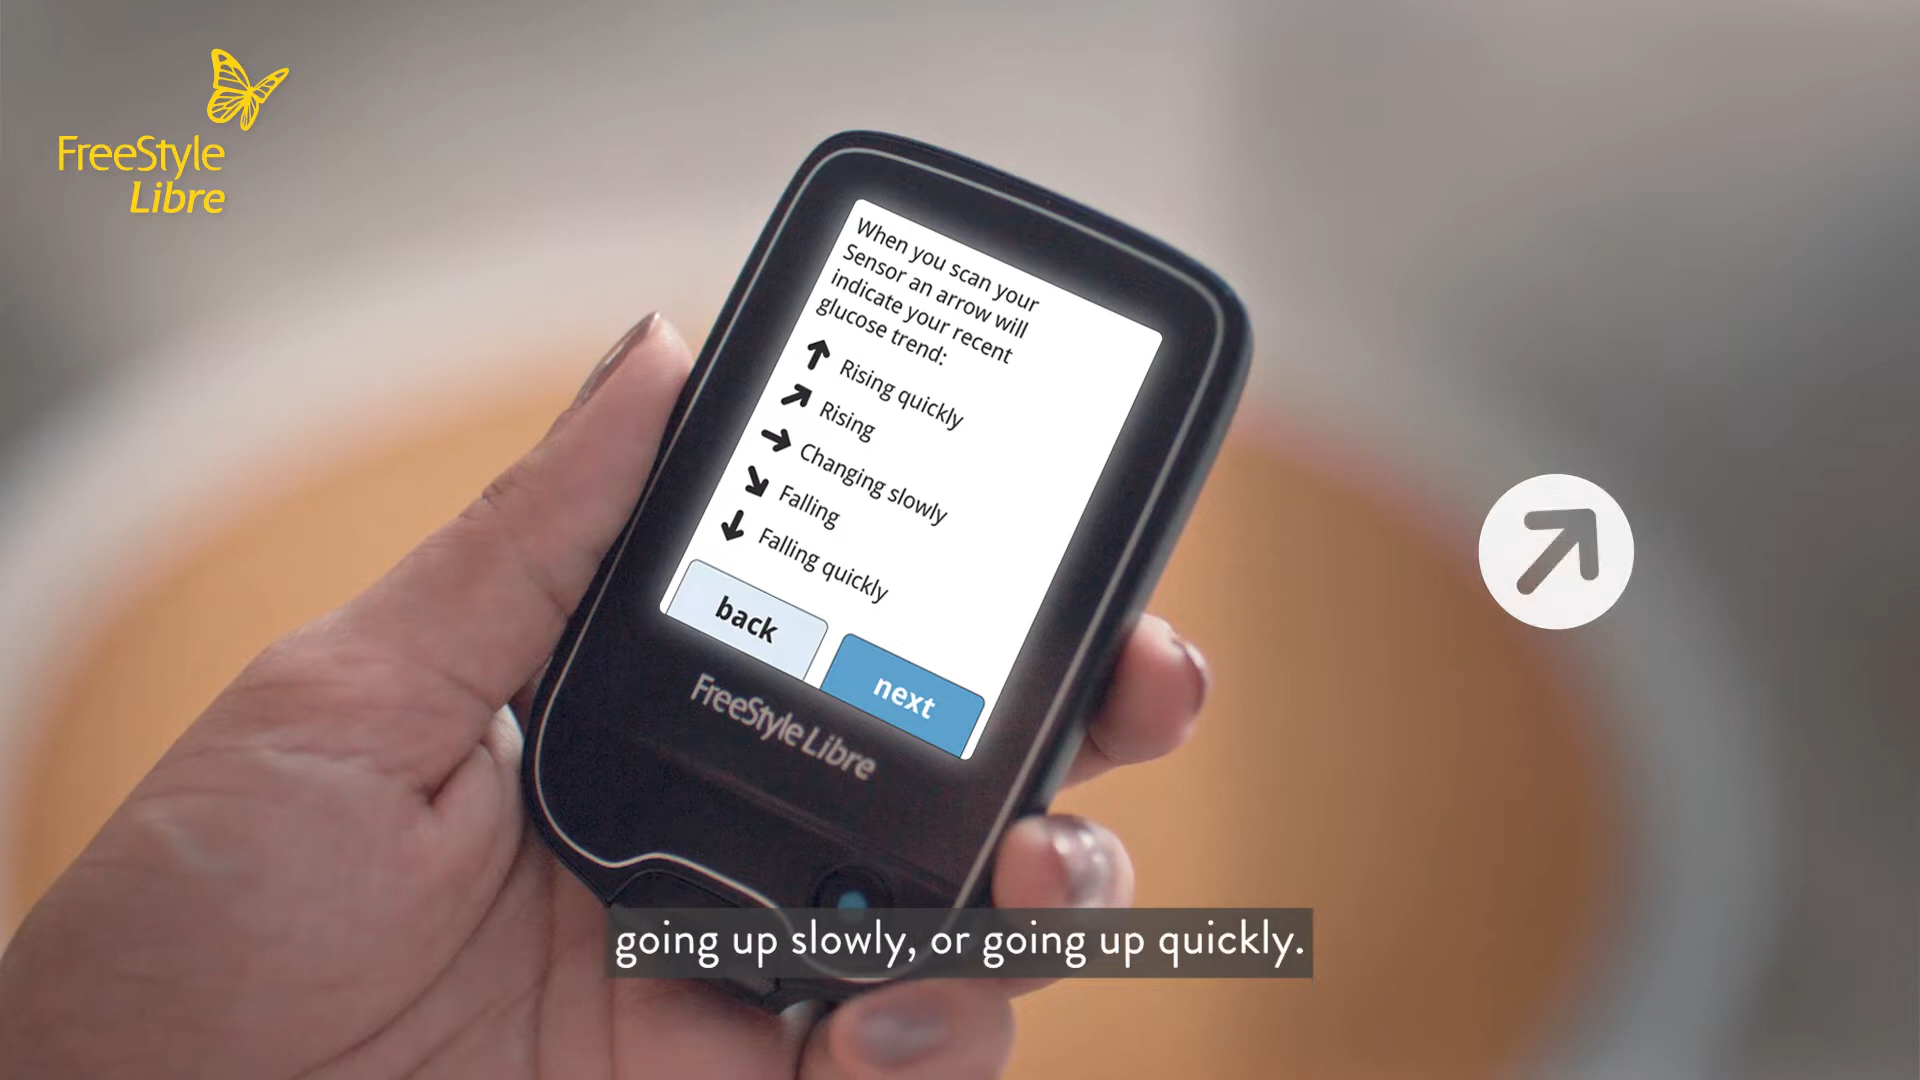 FreeStyle
Libre
When you scan your
Sensor an arrow will
indicate your recent
glucose trend:
Rising quickly
Rising
Changing slowly
Falling
Falling quickly
back
next
FreeStyle Libre
going up slowly, or going up quickly.